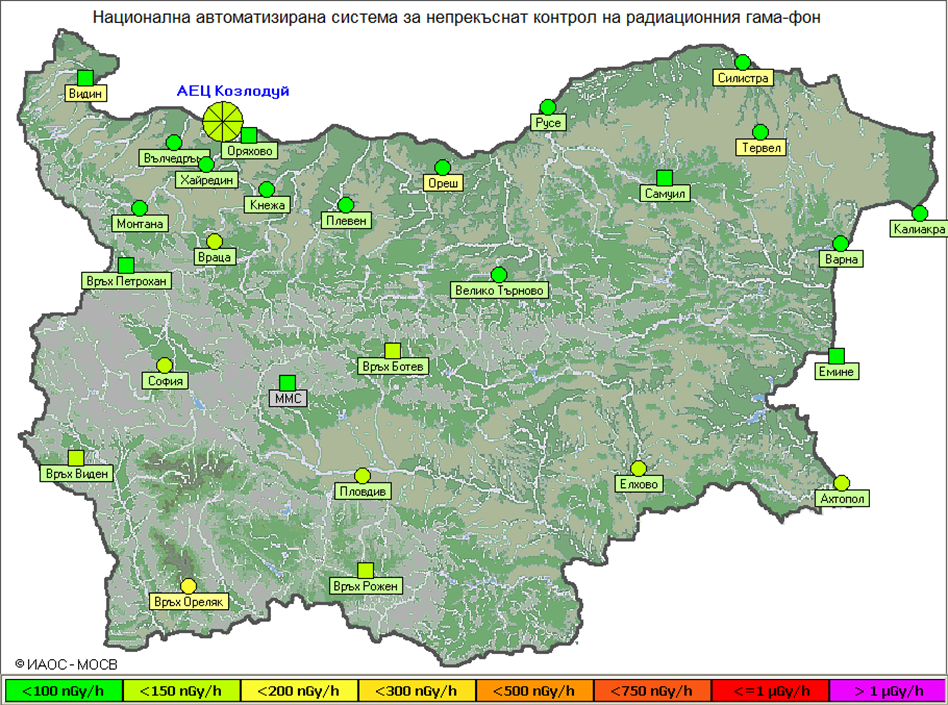 Национална автоматизирана система за непрекъснат контрол на радиационния гама-фон
Силистра
Видин
АЕЦ Козлодуй
Русе
Тервел
Оряхово
Вълчедръм
Хайредин
Ореш
Самуил
Кнежа
Плевен
Монтана
Калиакра
Враца
Варна
Връх Петрохан
Велико Търново
Връх Ботев
Емине
София
ММС
Връх Виден
Пловдив
Елхово
Ахтопол
Връх Рожен
Връх Ореляк
© ИАОС - МОСВ
<100 nGy/h <150 nGy/h <200 nGy/h <300 nGy/h <500 nGy/h <750 nGy/h <=1 µGy/h > 1 µGy/h